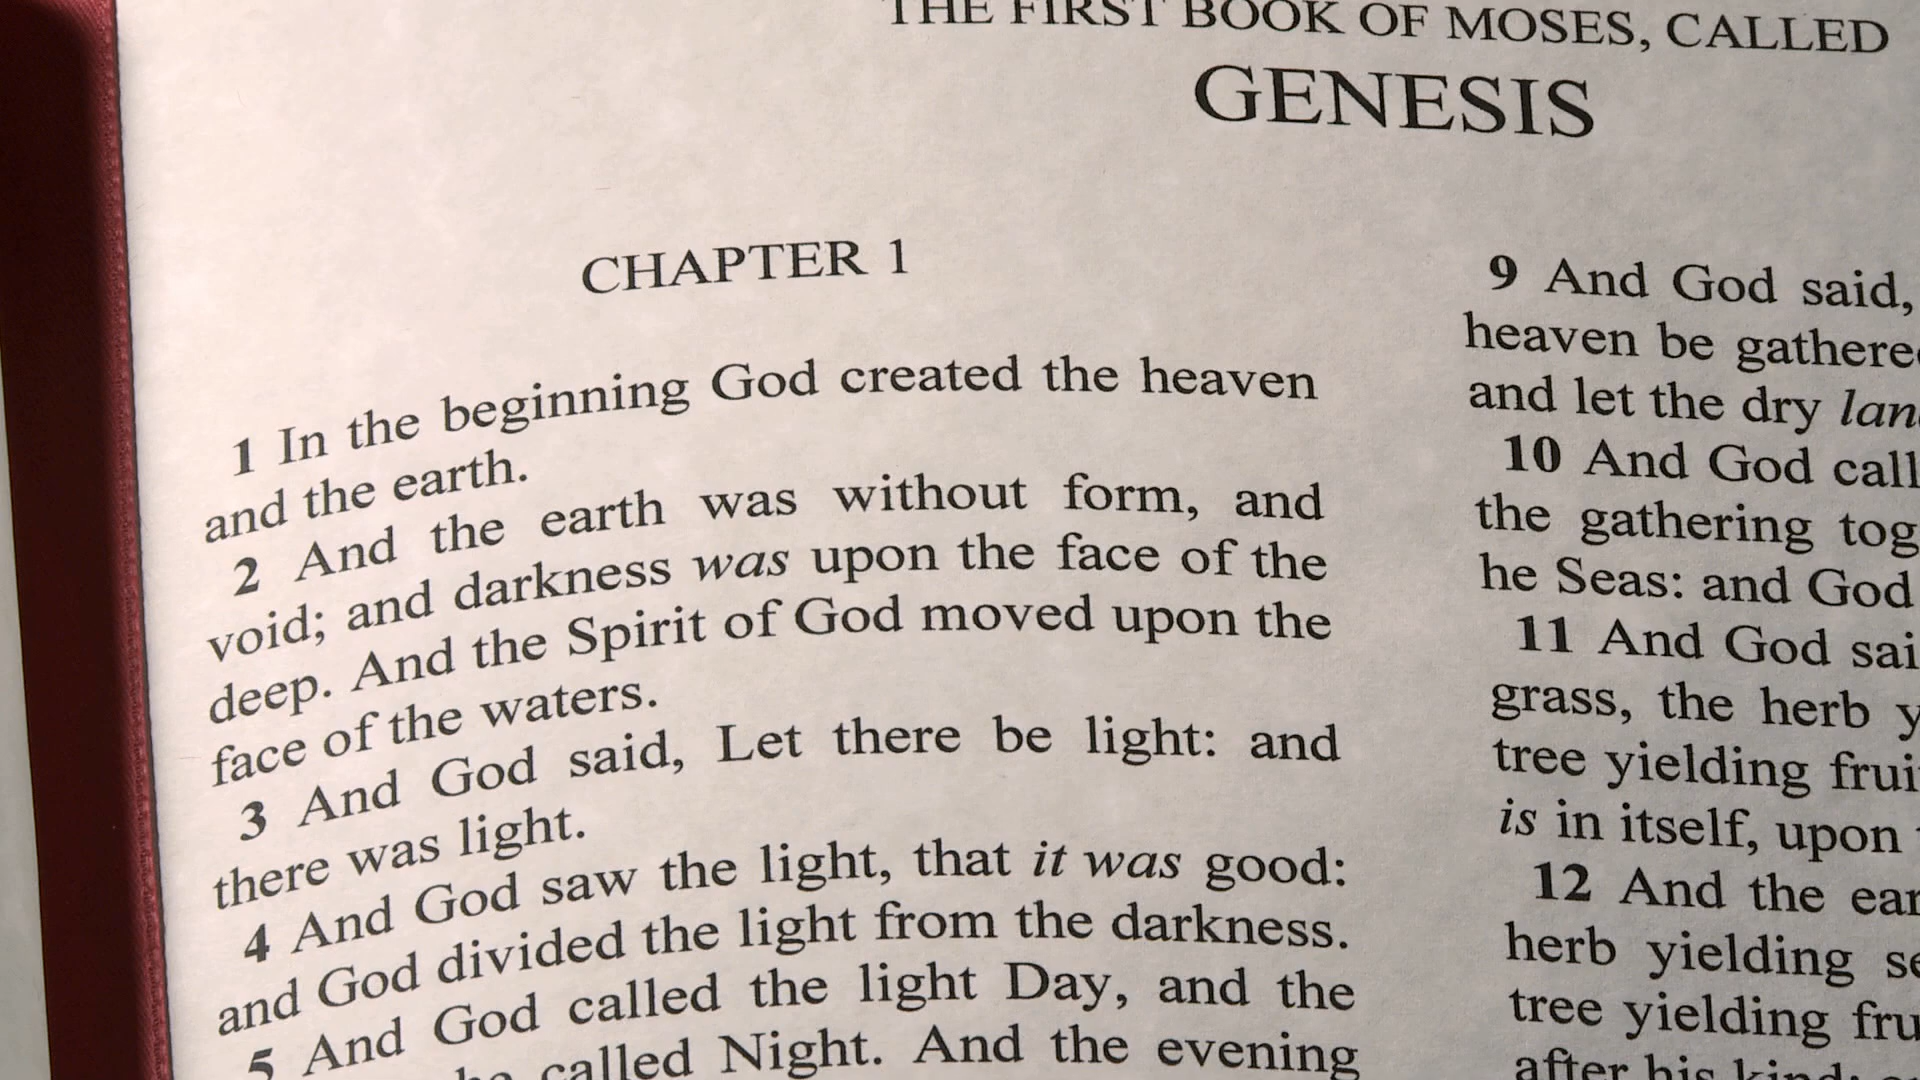 THE FIRST BOOK OF MOSES, CALLED
GENESIS
CHAPTER 1
1 In the beginning God created the heaven
and the earth.
2 And the earth was without form, and
void; and darkness was upon the face of the
deep. And the Spirit of God moved upon the
face of the waters.
3 And God said, Let there be light: and
there was light.
4 And God saw the light, that it was good:
and God divided the light from the darkness.
5 And God called the light Day, and the
he called Night. And the evening
9 And God said,
heaven be
and let the dry
10 And God
the gathering
he Seas: and God
11 And God
grass, the herb
tree yielding
is in itself, upon
12 And the
herb yielding
tree yielding
after his kind: